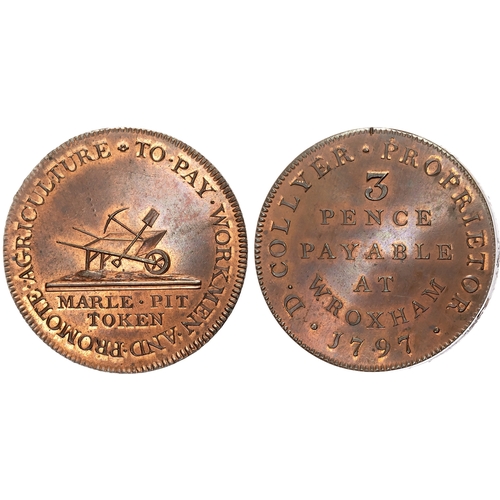 TO · PAY · WORKMEN · AND · PROMOTE · AGRICULTURE ·
MARLE · PIT
TOKEN
D · COLLYER · PROPRIETOR ·
3
PENCE
PAYABLE
AT
WROXHAM
· 1797 ·